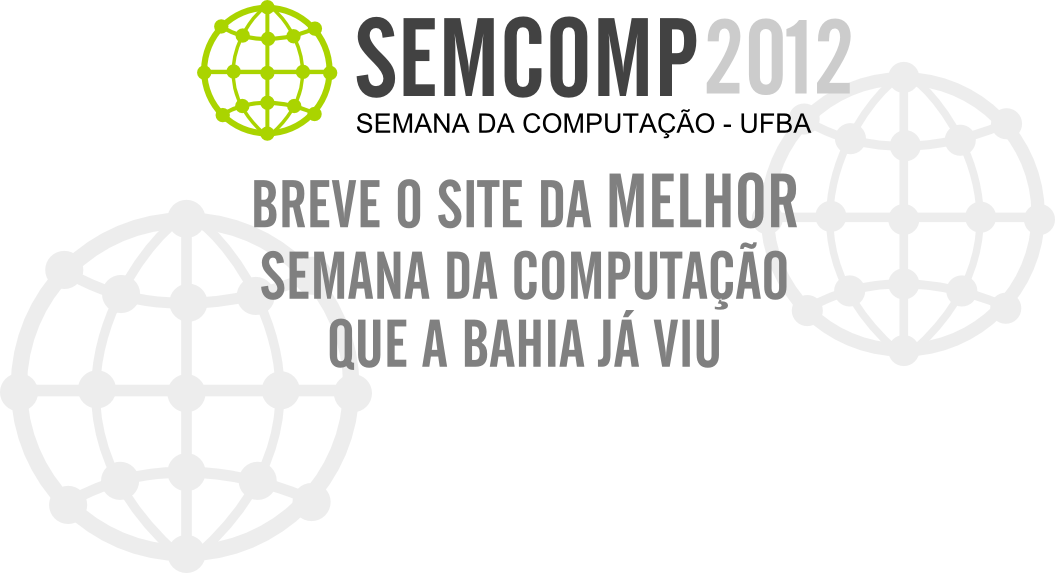 SEMCOMP2012
SEMANA DA COMPUTAÇÃO - UFBA
BREVE O SITE DA MELHOR
SEMANA DA COMPUTAÇÃO
QUE A BAHIA JÁ VIU